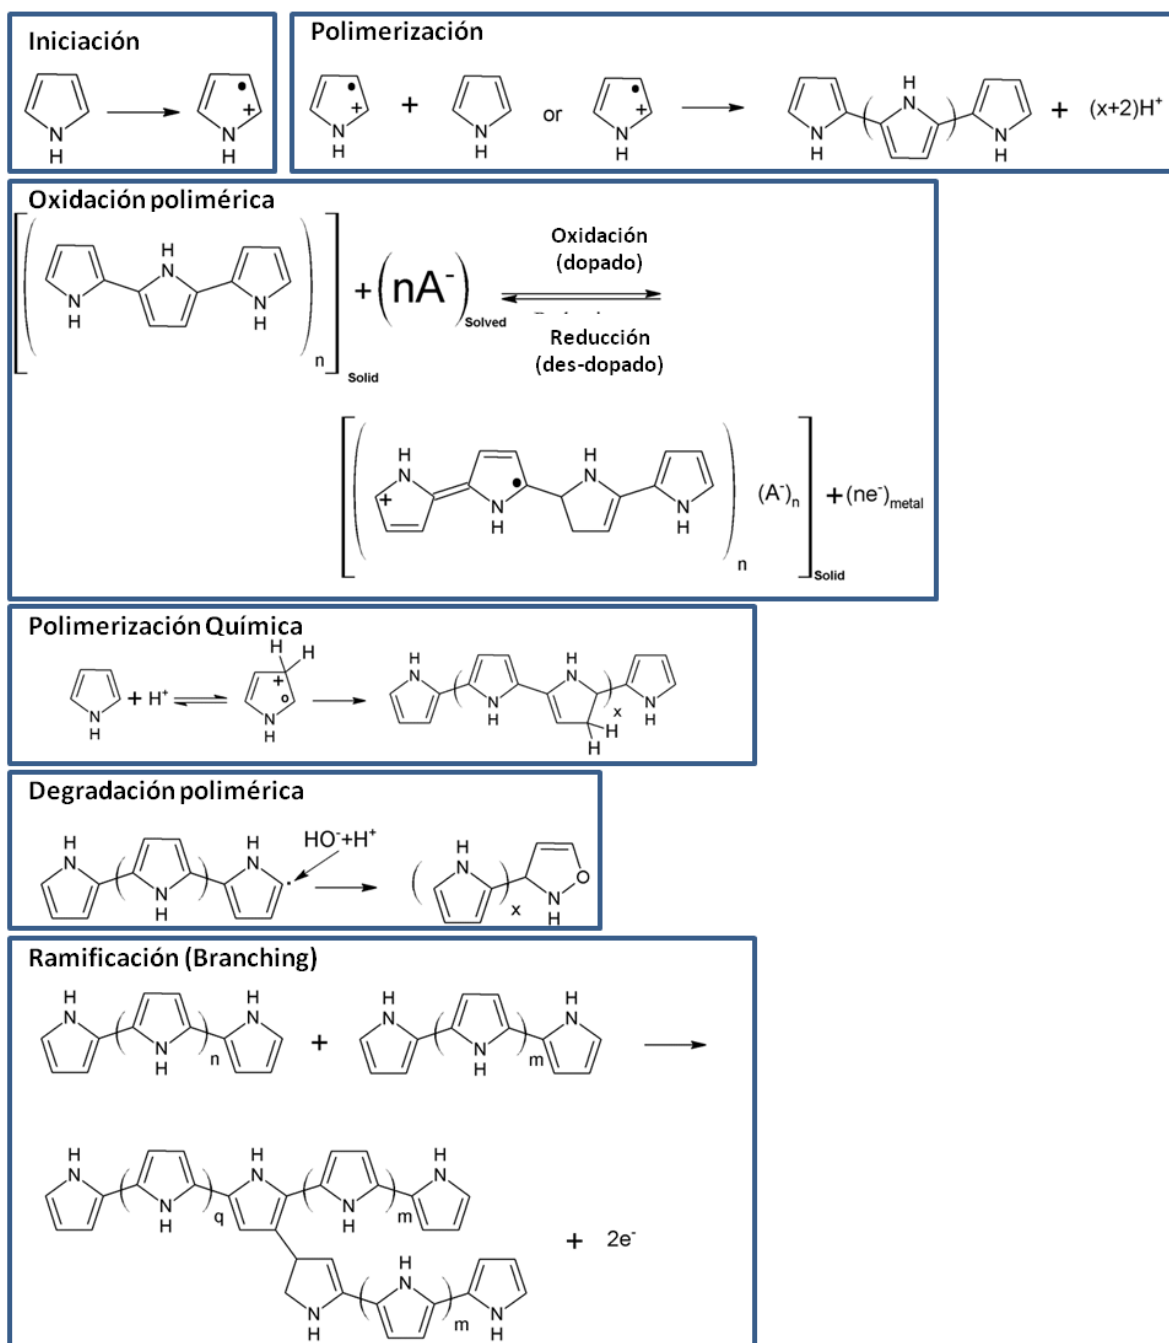 Iniciación
N
H
+
N
H
Polimerización
+
N
H
+
N
H
or
+
N
H
N
H
H
N
N
H
+ (x+2)H⁺
Oxidación polimérica
N
H
H
N
N
H
n
Solid
+ (nA⁻)
Solved
Oxidación
(dopado)
Reducción
(des-dopado)
H
N
+
N
H
H
N
N
H
n
(A⁻)n
Solid
+ (ne⁻)metal
Polimerización Química
N
H
+ H⁺
H
H
+
o
N
H
H
N
N
H
H
N
H
H
x
N
H
Degradación polimérica
H
N
N
H
H
N
HO⁻+H⁺
H
N
x
O
N
H
Ramificación (Branching)
H
N
N
H
n
H
N
+
H
N
N
H
m
H
N
H
N
N
H
q
H
N
N
H
m
H
N
N
H
H
N
m
N
H
+ 2e⁻